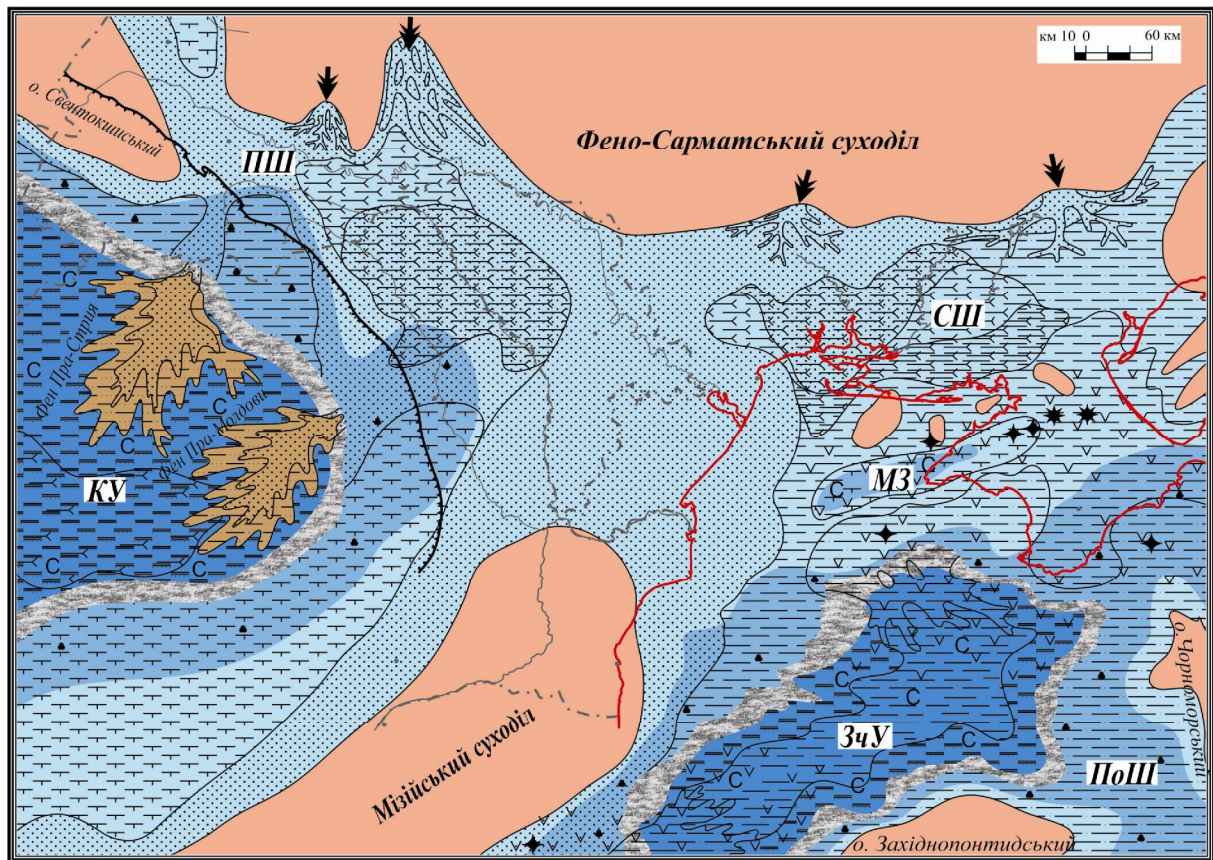 км 10 0 60 км
о. Свентокшиський
Фено-Сарматський суходіл
ПШ
СШ
С
С
Фен Пра-Стрия
С
С
Фен Пра-Молдови
С
КУ
МЗ
С
С
С
С
С
С
о. Чорноморський
С
С
ЗчУ
С
С
С
ПоШ
Мізійський суходіл
о. Західнопонтидський